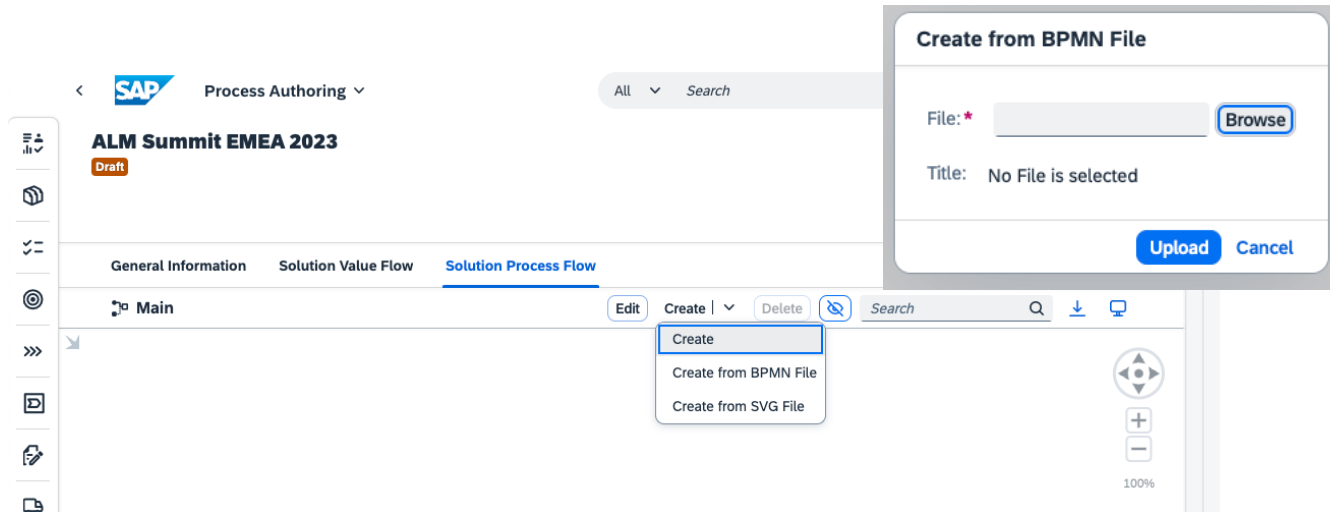 SAP
Process Authoring
All
Search
ALM Summit EMEA 2023
Draft
General Information
Solution Value Flow
Solution Process Flow
Main
Edit
Create
Delete
Search
Create
Create from BPMN File
Create from SVG File
100%
Create from BPMN File
File:*
Browse
Title:
No File is selected
Upload
Cancel